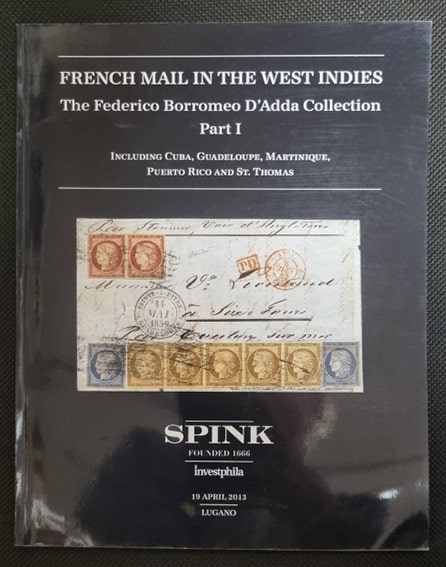 FRENCH MAIL IN THE WEST INDIES
The Federico Borromeo D'Adda Collection
Part I
INCLUDING CUBA, GUADELOUPE, MARTINIQUE,
PUERTO RICO AND ST. THOMAS
PD
à
SPINK
FOUNDED 1666
investphila
19 APRIL 2013
LUGANO